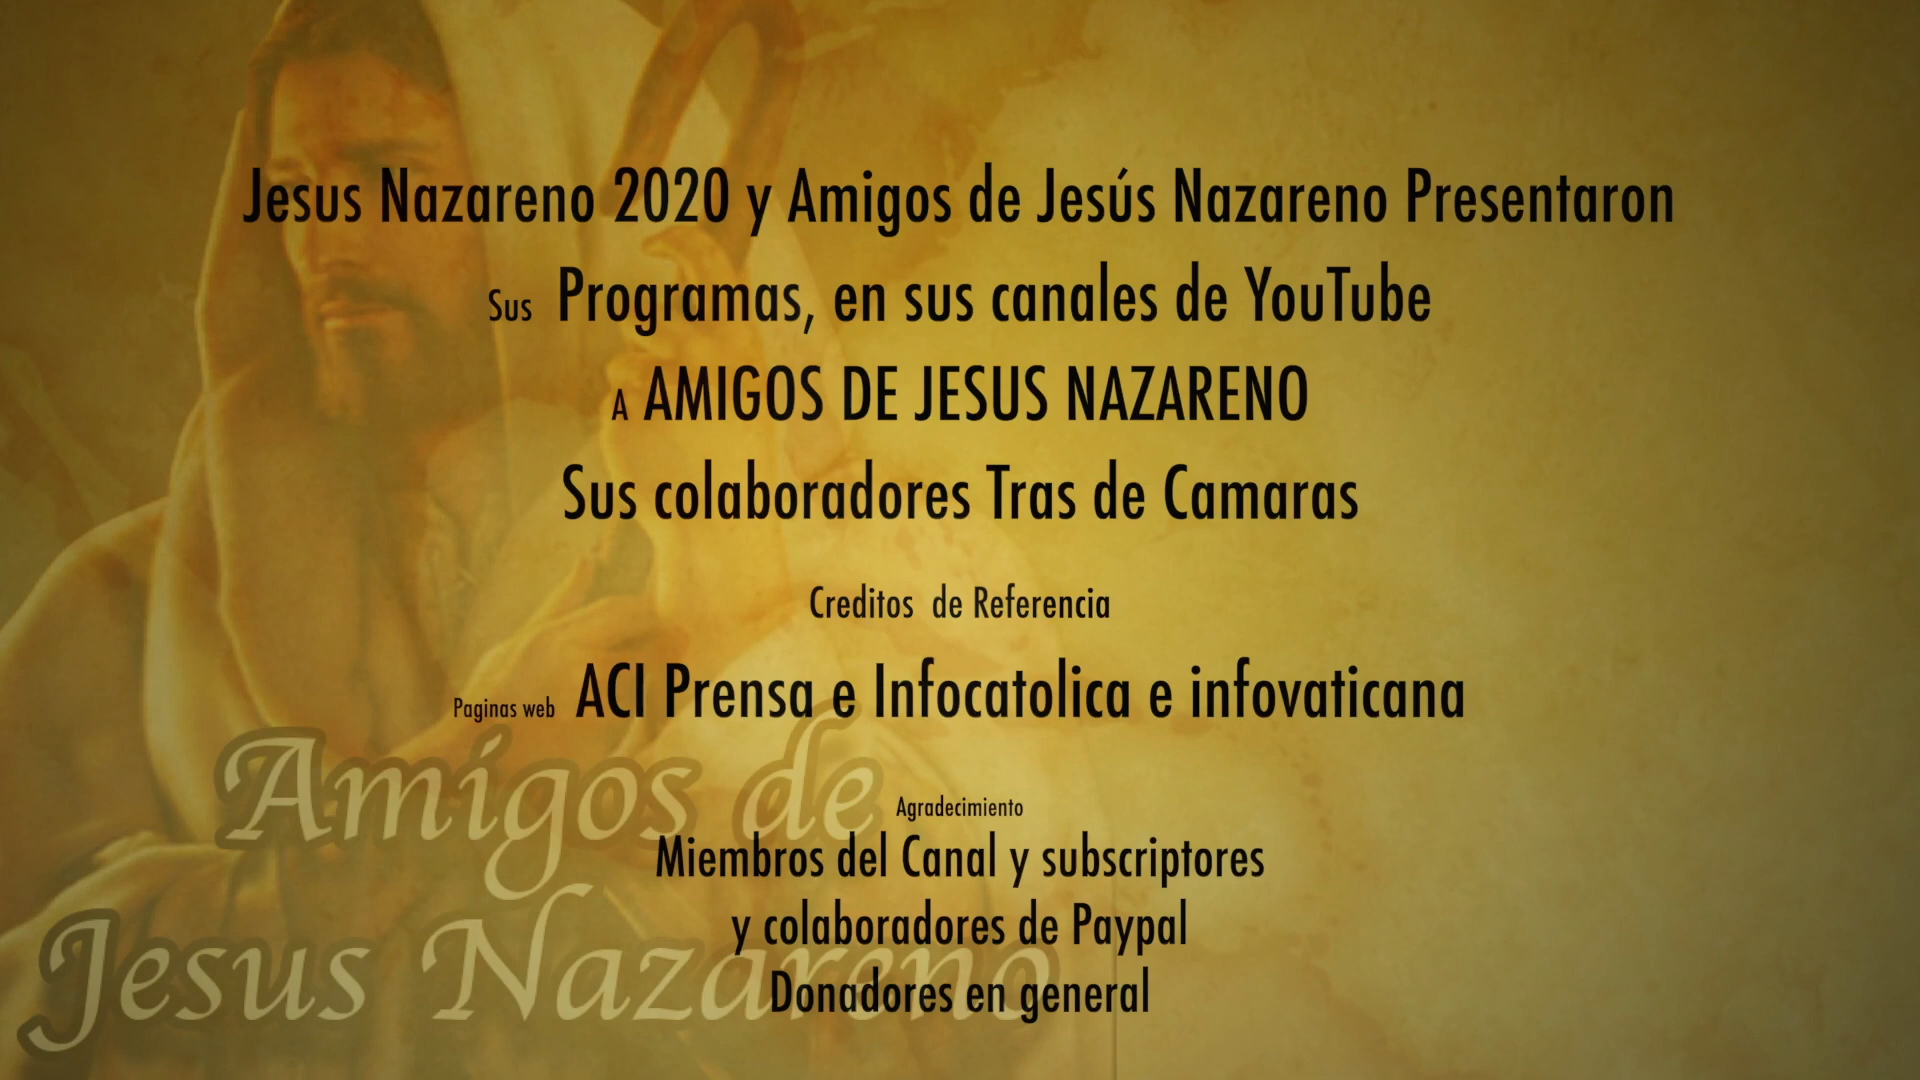 Jesus Nazareno 2020 y Amigos de Jesús Nazareno Presentaron
Sus Programas, en sus canales de YouTube
A AMIGOS DE JESUS NAZARENO
Sus colaboradores Tras de Camaras
Creditos de Referencia
Paginas web ACI Prensa e Infocatolica e infovaticana
Agradecimiento
Miembros del Canal y subscriptores
y colaboradores de Paypal
Donadores en general
Amigos de
Jesus Nazareno